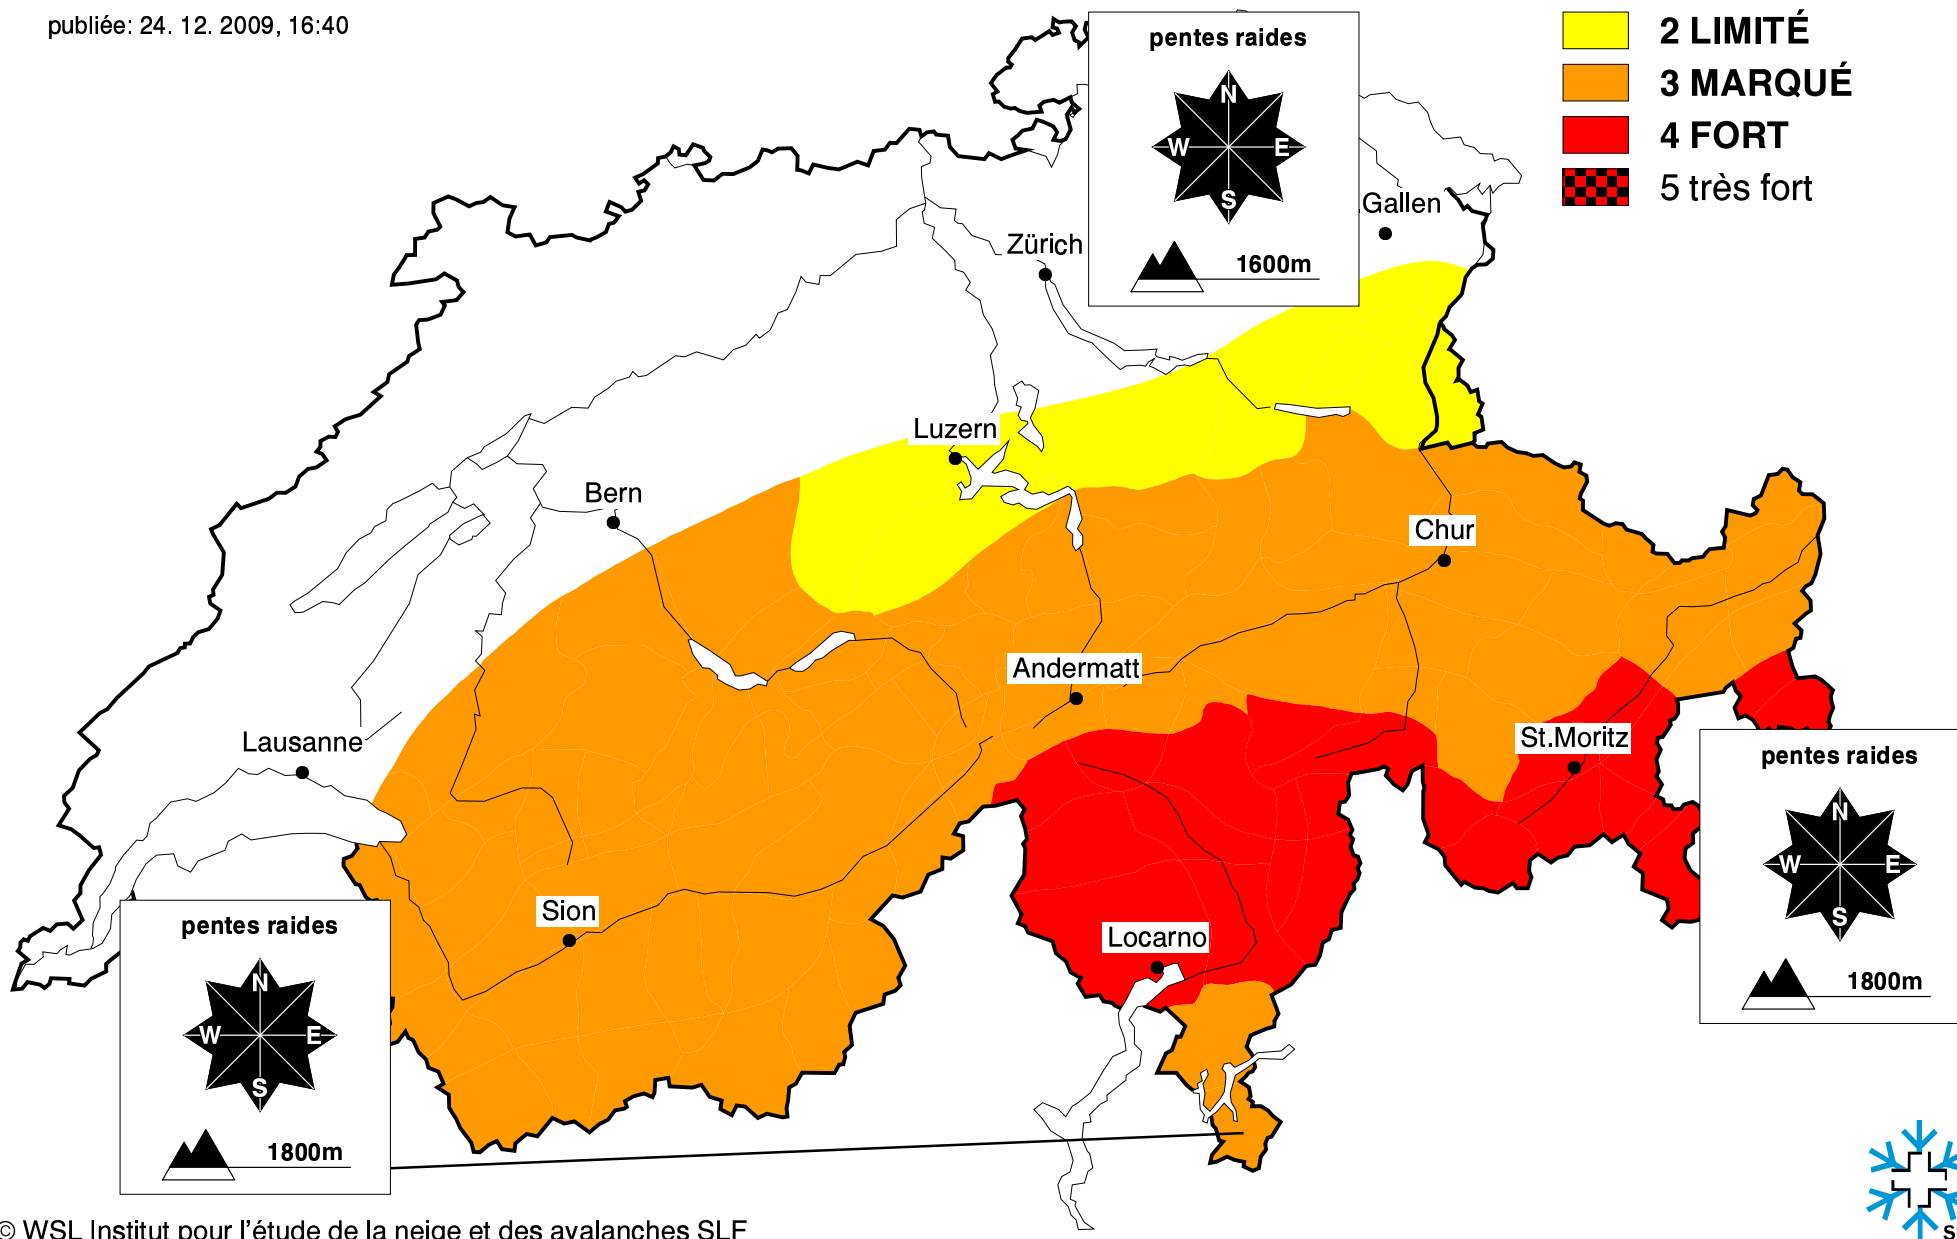 publiée: 24. 12. 2009, 16:40
2 LIMITÉ
3 MARQUÉ
4 FORT
5 très fort
pentes raides
N
W E
S
1600m
.Gallen
Zürich
Luzern
Bern
Chur
Andermatt
St.Moritz
Lausanne
Sion
Locarno
pentes raides
N
W E
S
1800m
pentes raides
N
W E
S
1800m
© WSL Institut pour l'étude de la neige et des avalanches SLF
S